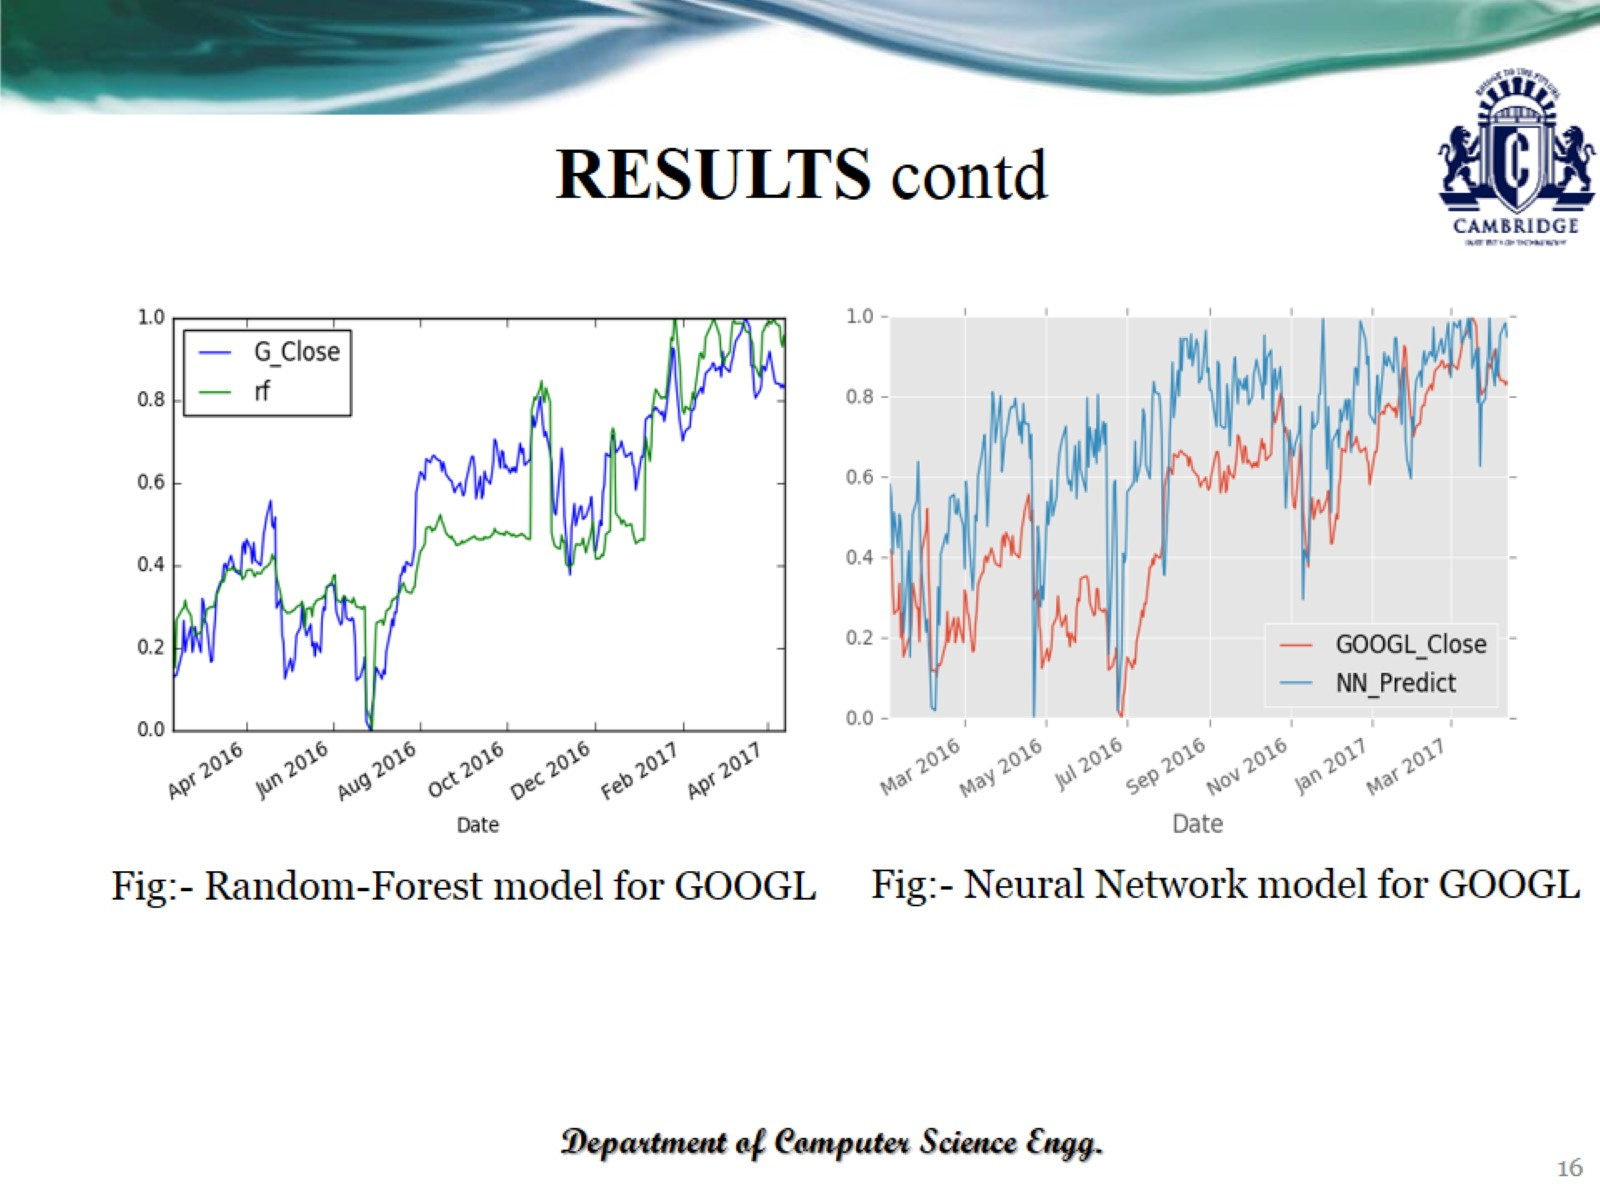 CAMBRIDGE
RESULTS contd
1.0
0.8
0.6
0.4
0.2
0.0
G_Close
rf
Apr 2016
Jun 2016
Aug 2016
Oct 2016
Dec 2016
Feb 2017
Apr 2017
Date
Fig:- Random-Forest model for GOOGL
1.0
0.8
0.6
0.4
0.2
0.0
GOOGL_Close
NN_Predict
Mar 2016
May 2016
Jul 2016
Sep 2016
Nov 2016
Jan 2017
Mar 2017
Date
Fig:- Neural Network model for GOOGL
Department of Computer Science Engg.
16